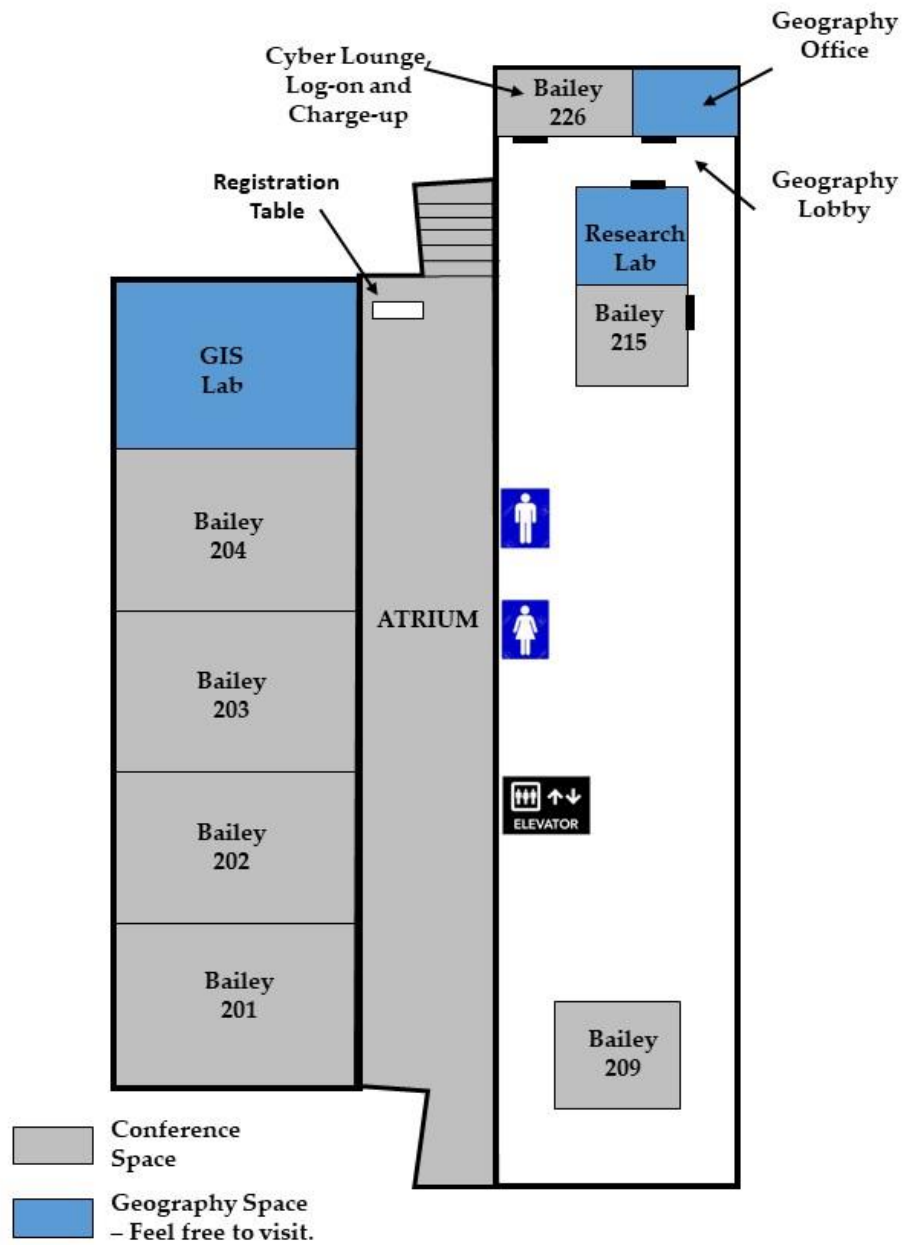 Geography
Office
Cyber Lounge,
Log-on and
Charge-up
Bailey
226
Registration
Table
Geography
Lobby
Research
Lab
Bailey
215
GIS
Lab
Bailey
204
ATRIUM
Bailey
203
Bailey
202
ELEVATOR
Bailey
201
Bailey
209
Conference
Space
Geography Space
– Feel free to visit.